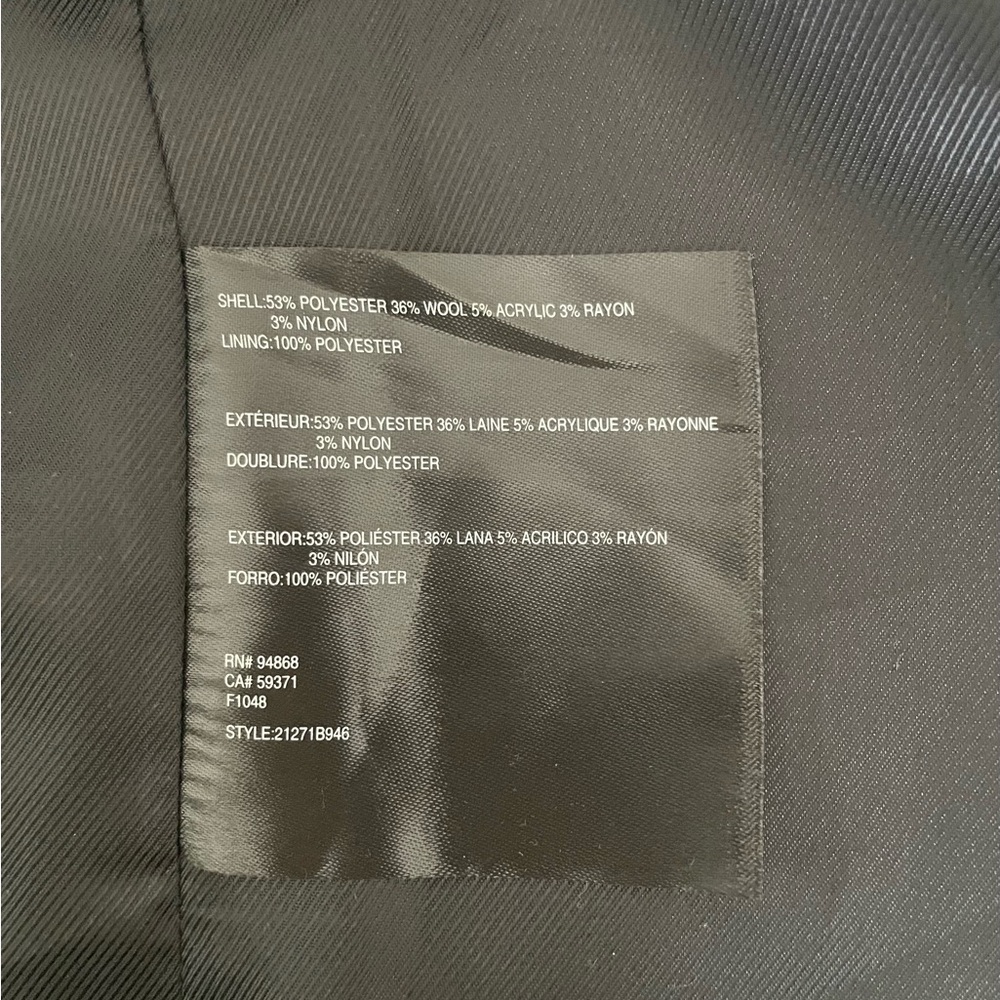 SHELL:53% POLYESTER 36% WOOL 5% ACRYLIC 3% RAYON
3% NYLON
LINING:100% POLYESTER
EXTÉRIEUR:53% POLYESTER 36% LAINE 5% ACRYLIQUE 3% RAYONNE
3% NYLON
DOUBLURE:100% POLYESTER
EXTERIOR:53% POLIÉSTER 36% LANA 5% ACRILICO 3% RAYÓN
3% NILÓN
FORRO:100% POLIÉSTER
RN# 94868
CA# 59371
F1048
STYLE:21271B946